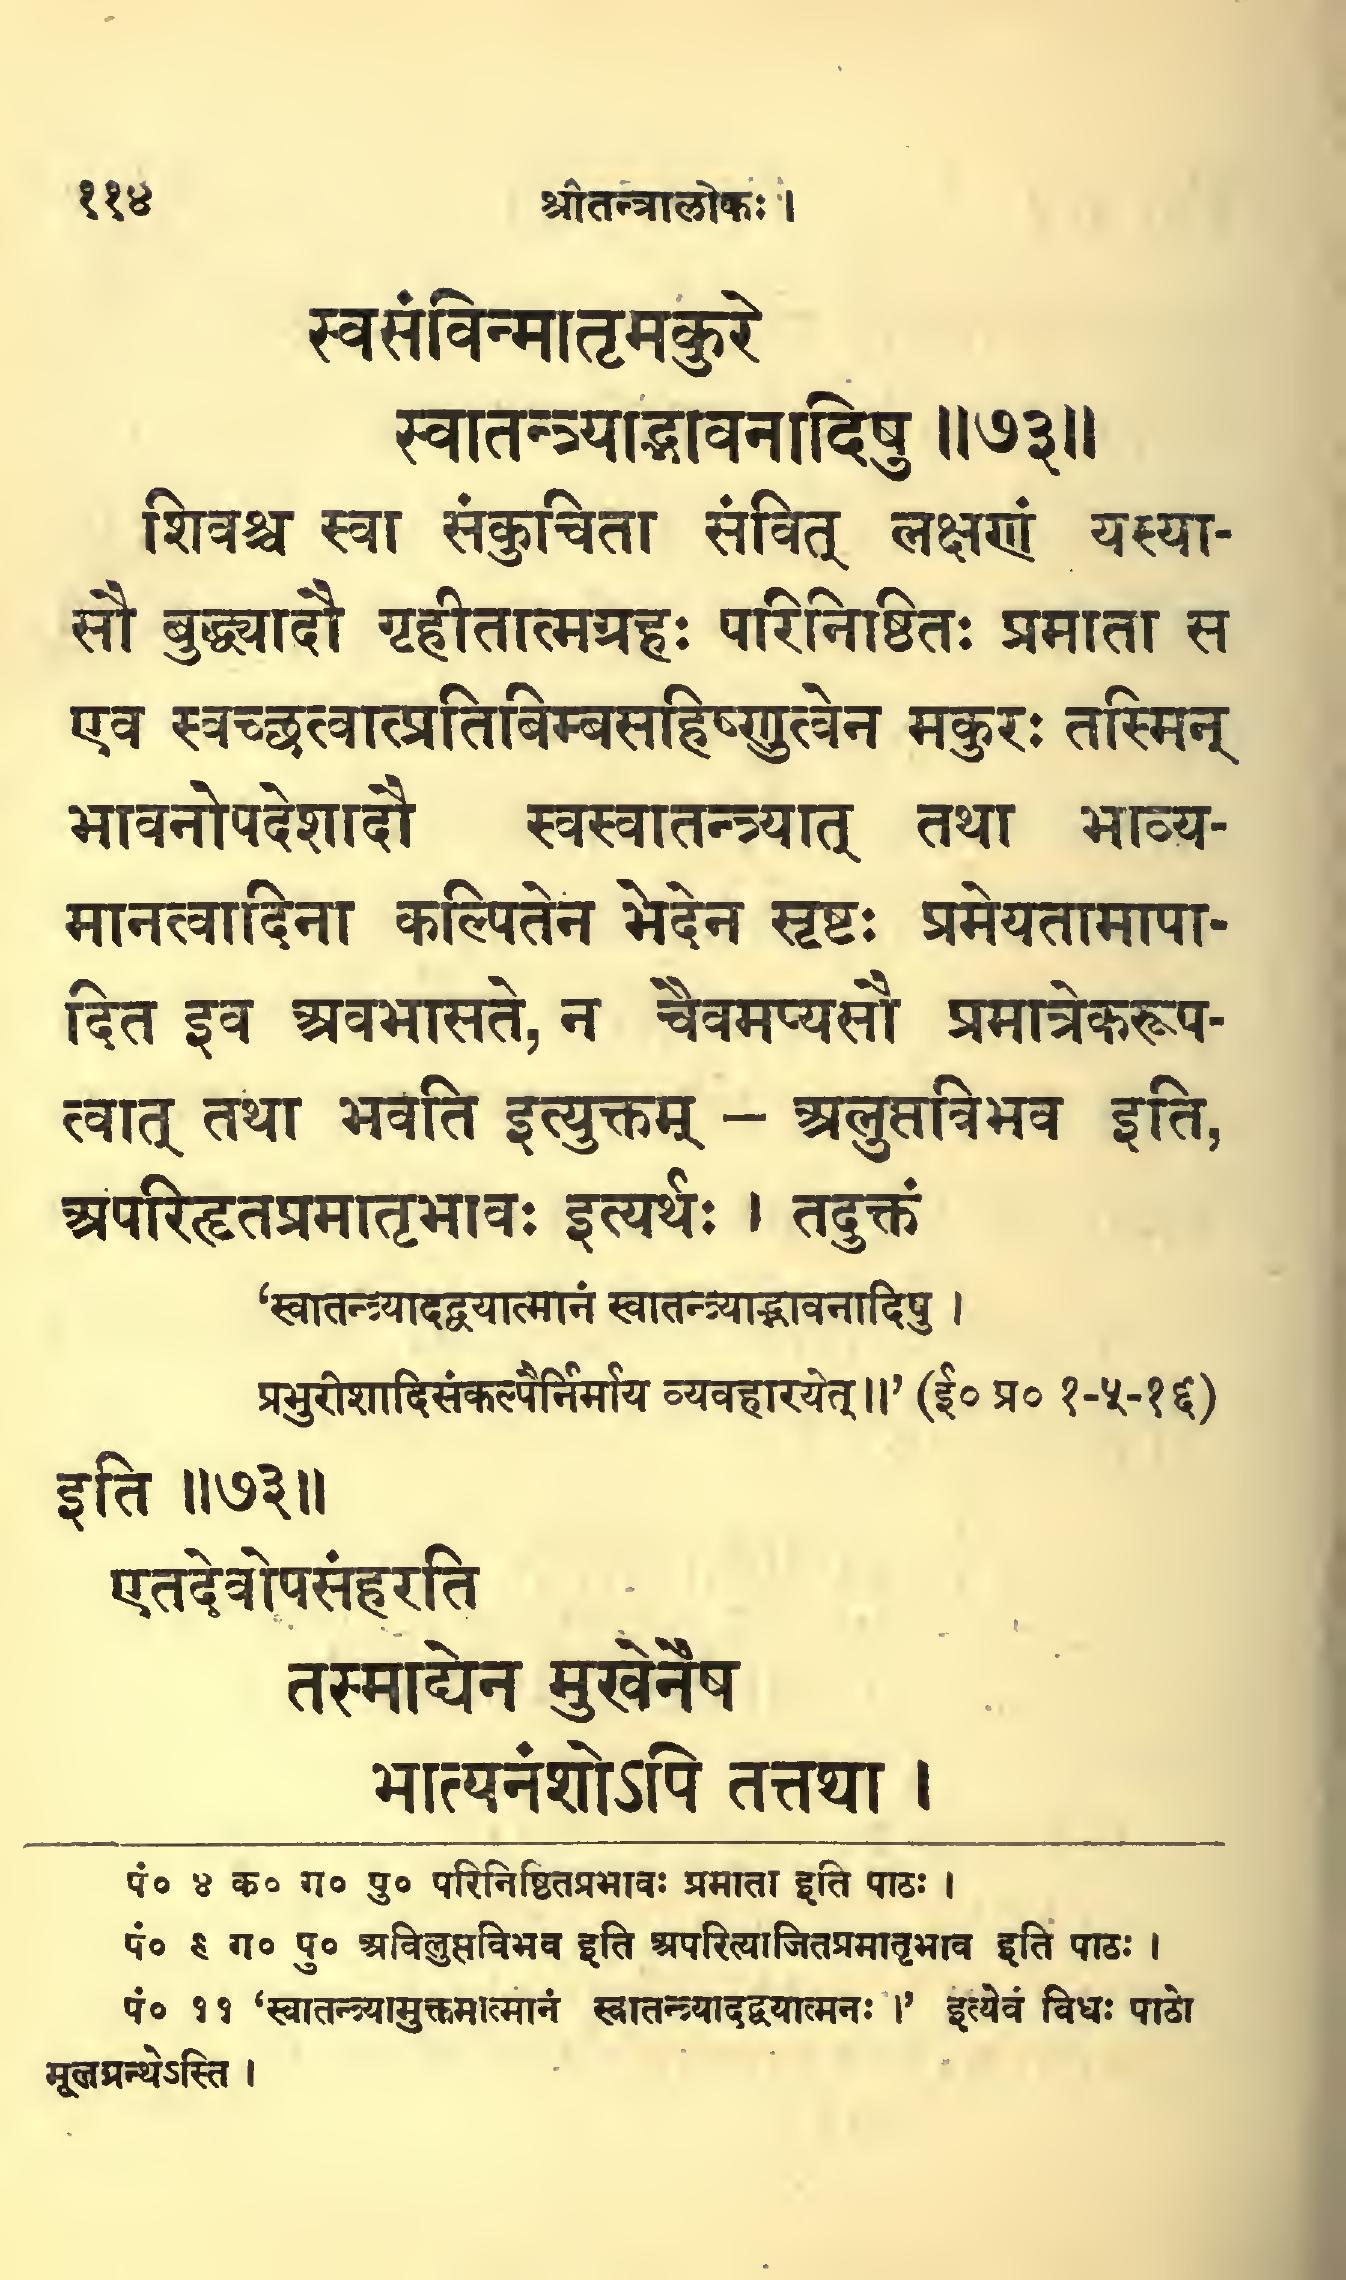 ११४ श्रीतन्त्रालोकः ।
स्वसंविन्मातृमकुरे
स्वातन्त्र्याद्भावनादिषु ॥७३॥
शिवश्च स्वा संकुचिता संवित् लक्षणं यस्या-
सौ बुद्ध्यादौ गृहीतात्मग्रहः परिनिष्ठितः प्रमाता स
एव स्वच्छत्वात्प्रतिबिम्बसहिष्णुत्वेन मकुरः तस्मिन्
भावनोपदेशादौ स्वस्वातन्त्र्यात् तथा भाव्य-
मानत्वादिना कल्पितेन भेदेन सृष्टः प्रमेयतामापा-
दित इव अवभासते, न चैवमप्यसौ प्रमात्रेकरूप-
त्वात् तथा भवति इत्युक्तम् – अलुप्तविभव इति,
अपरिहृतप्रमातृभावः इत्यर्थः । तदुक्तं
‘स्वातन्त्र्यादद्वयात्मानं स्वातन्त्र्याद्भावनादिषु ।
प्रभुरीशादिसंकल्पैर्निर्माय व्यवहारयेत् ॥’ (ई० प्र० १-५-१६)
इति ॥७३॥
एतदेवोपसंहरति
तस्माद्येन मुखेनैष
भात्यनंशोऽपि तत्तथा ।
पं० ४ क० ग० पु० परिनिष्ठितप्रभावः प्रमाता इति पाठः ।
पं० ९ ग० पु० अविलुप्तविभव इति अपरित्याजितप्रमातृभाव इति पाठः ।
पं० ११ ‘स्वातन्त्र्यामुक्तमात्मानं स्वातन्त्र्यादद्वयात्मनः ।’ इत्येवं विधः पाठो
मूलग्रन्थेऽस्ति ।